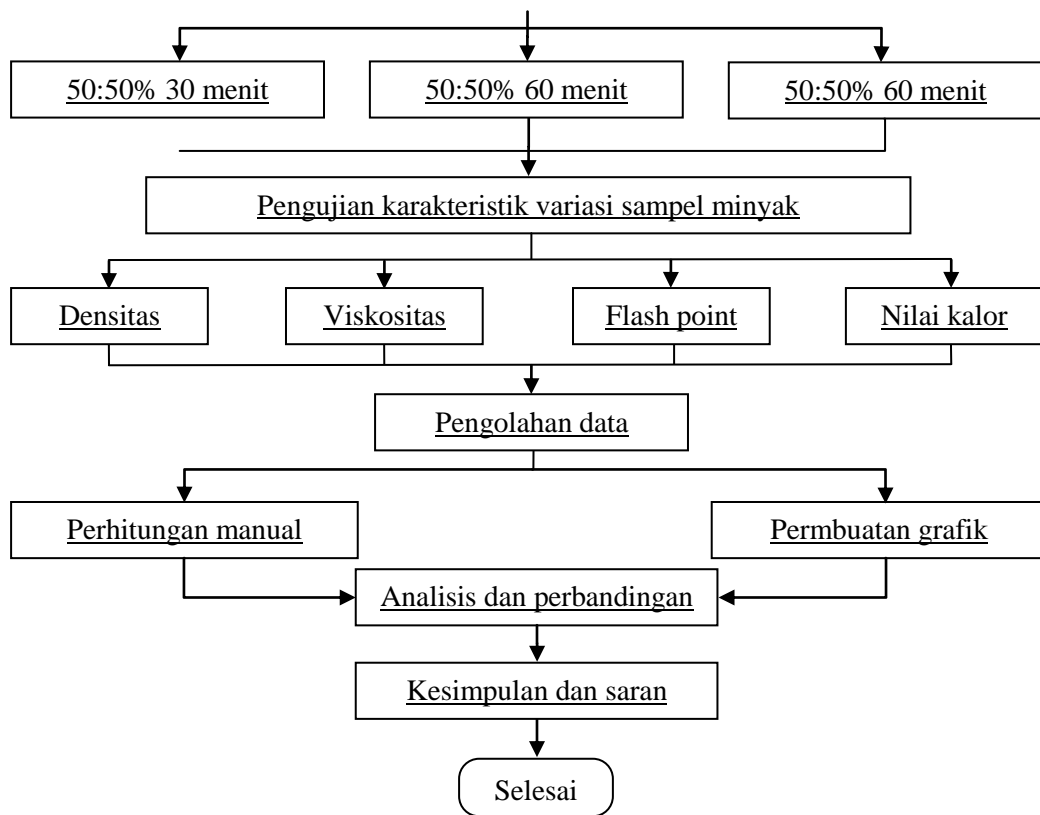 50:50% 30 menit
50:50% 60 menit
50:50% 60 menit
Pengujian karakteristik variasi sampel minyak
Densitas
Viskositas
Flash point
Nilai kalor
Pengolahan data
Perhitungan manual
Permbuatan grafik
Analisis dan perbandingan
Kesimpulan dan saran
Selesai